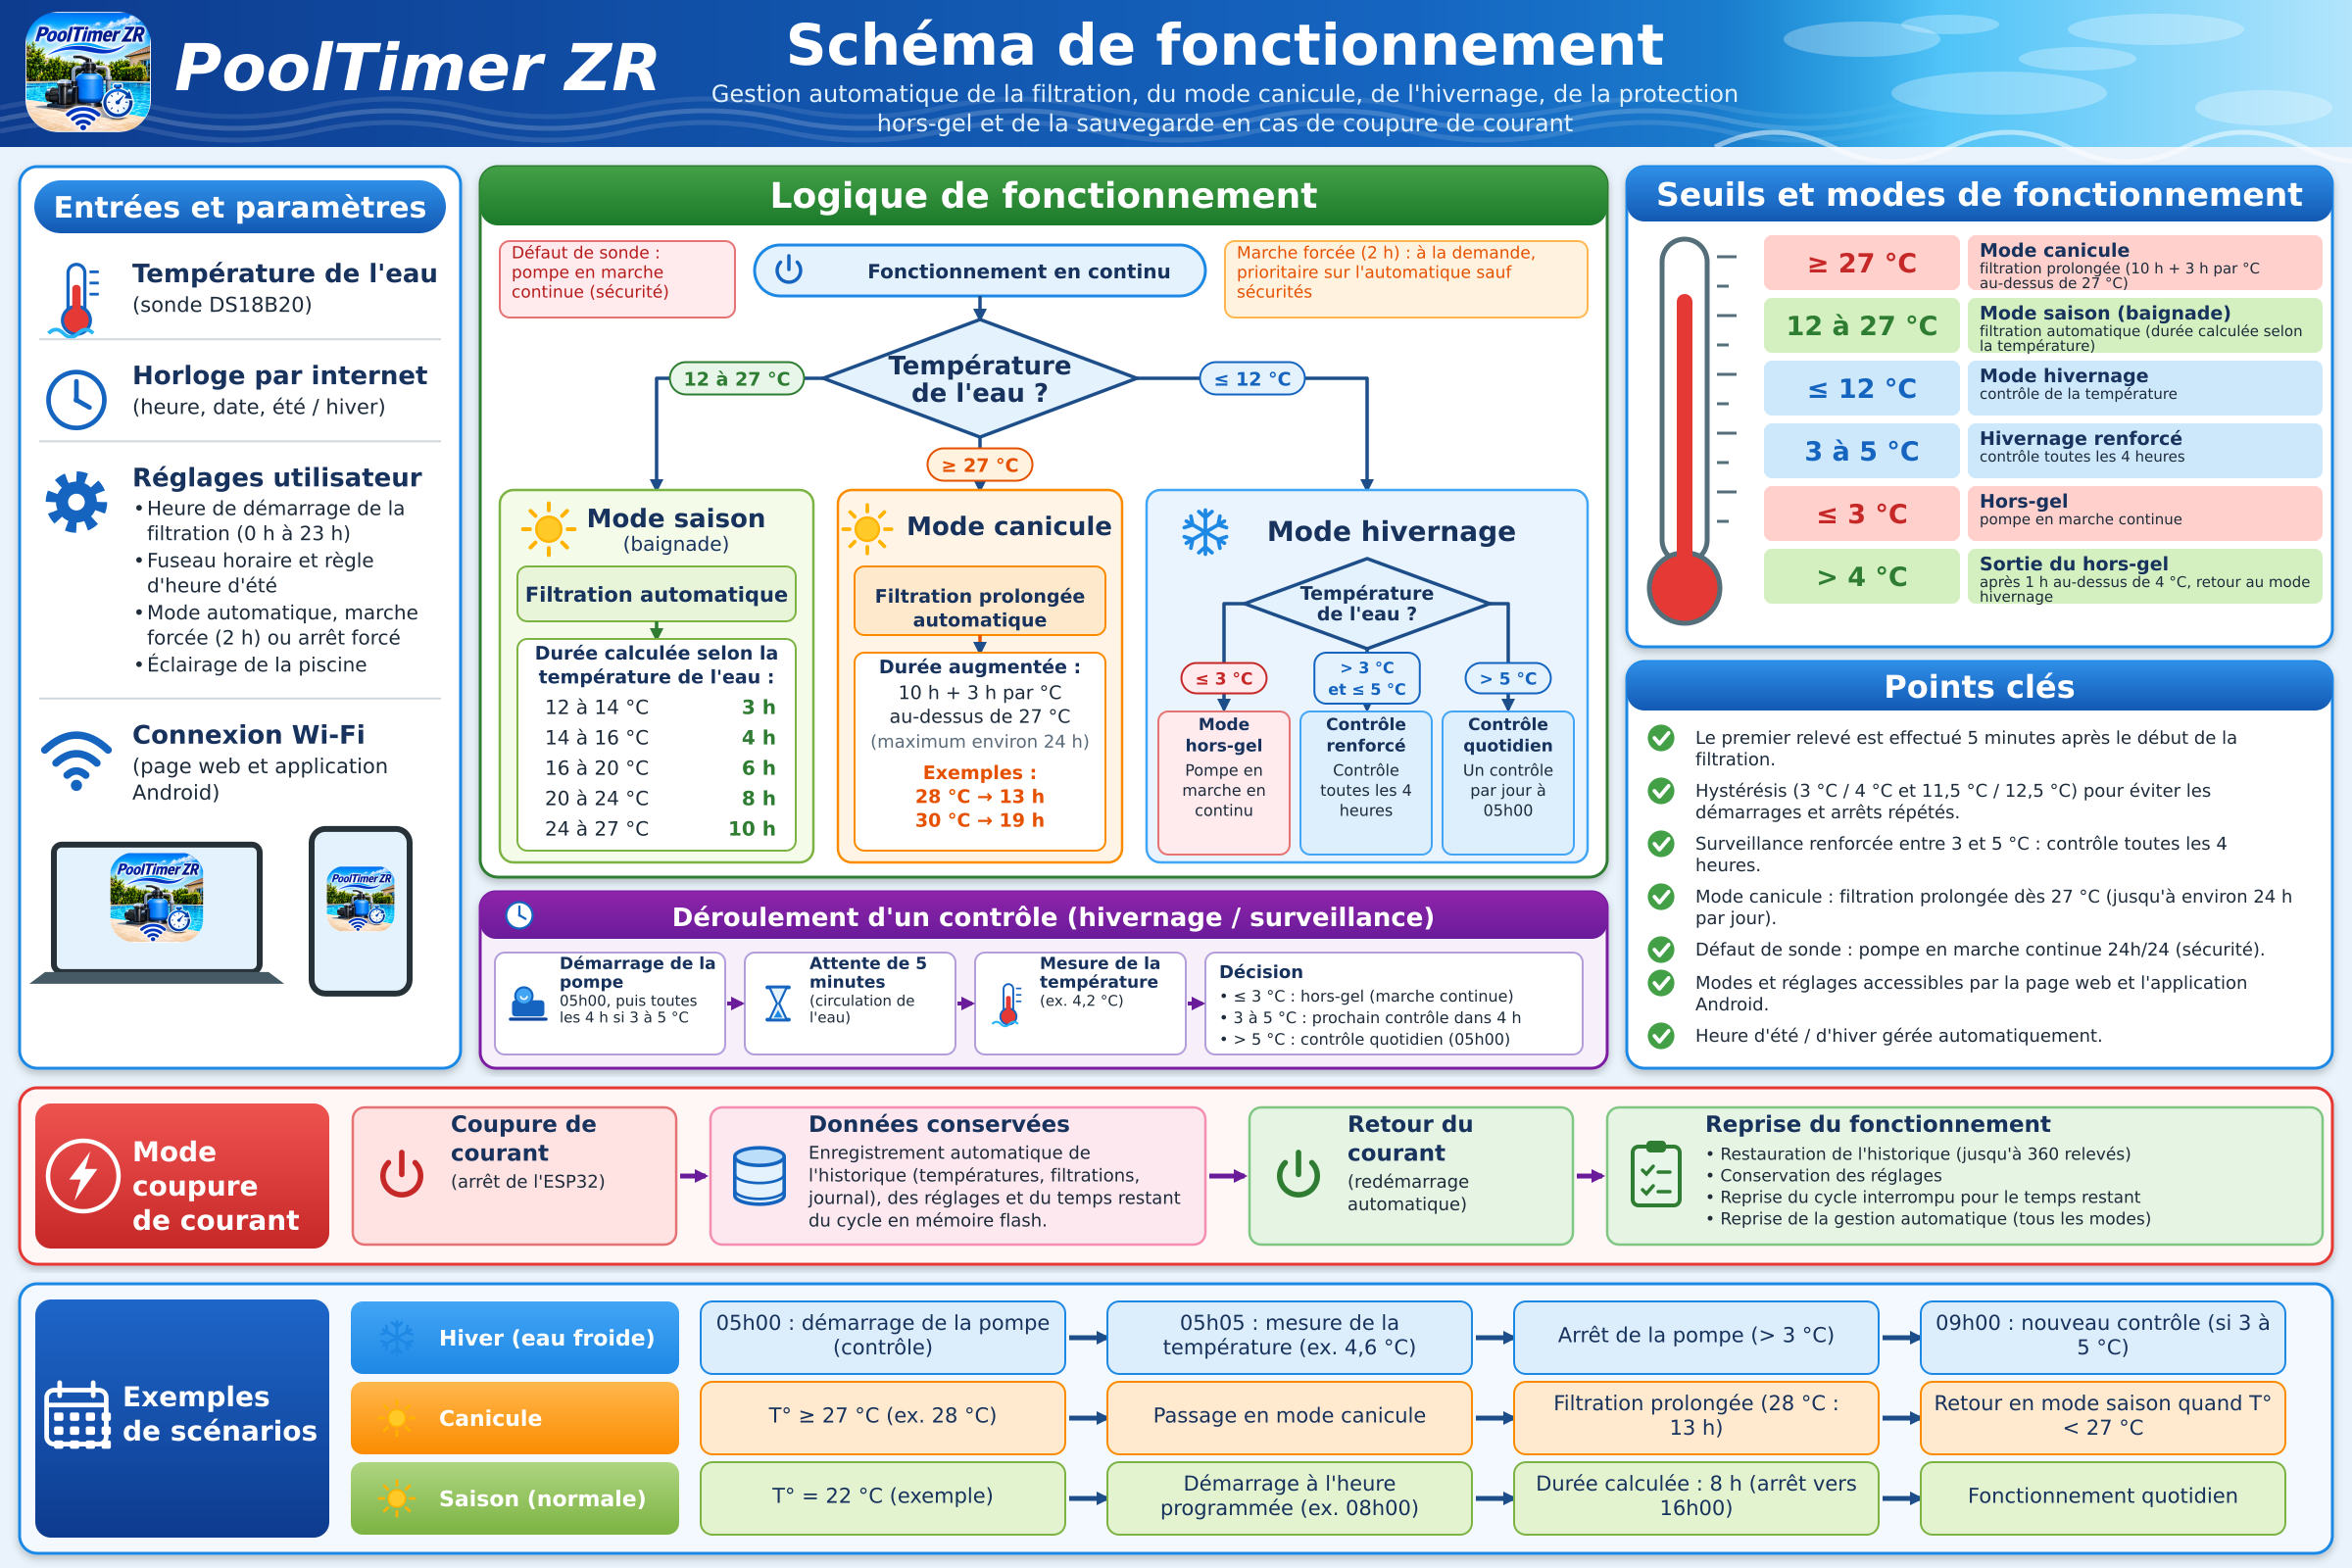 PoolTimer ZR
PoolTimer ZR
Schéma de fonctionnement
Gestion automatique de la filtration, du mode canicule, de l'hivernage, de la protection
hors-gel et de la sauvegarde en cas de coupure de courant
Entrées et paramètres
Température de l'eau
(sonde DS18B20)
Horloge par internet
(heure, date, été / hiver)
Réglages utilisateur
•Heure de démarrage de la
filtration (0 h à 23 h)
•Fuseau horaire et règle
d'heure d'été
•Mode automatique, marche
forcée (2 h) ou arrêt forcé
•Éclairage de la piscine
Connexion Wi-Fi
(page web et application
Android)
PoolTimer ZR
PoolTimer ZR
Logique de fonctionnement
Défaut de sonde :
pompe en marche
continue (sécurité)
Fonctionnement en continu
Marche forcée (2 h) : à la demande,
prioritaire sur l'automatique sauf
sécurités
Température
de l'eau ?
12 à 27 °C
≤ 12 °C
≥ 27 °C
Mode saison
(baignade)
Filtration automatique
Durée calculée selon la
température de l'eau :
12 à 14 °C 3 h
14 à 16 °C 4 h
16 à 20 °C 6 h
20 à 24 °C 8 h
24 à 27 °C 10 h
Mode canicule
Filtration prolongée
automatique
Durée augmentée :
10 h + 3 h par °C
au-dessus de 27 °C
(maximum environ 24 h)
Exemples :
28 °C → 13 h
30 °C → 19 h
Mode hivernage
Température
de l'eau ?
≤ 3 °C
> 3 °C
et ≤ 5 °C
> 5 °C
Mode
hors-gel
Pompe en
marche en
continu
Contrôle
renforcé
Contrôle
toutes les 4
heures
Contrôle
quotidien
Un contrôle
par jour à
05h00
Déroulement d'un contrôle (hivernage / surveillance)
Démarrage de la
pompe
05h00, puis toutes
les 4 h si 3 à 5 °C
Attente de 5
minutes
(circulation de
l'eau)
Mesure de la
température
(ex. 4,2 °C)
Décision
• ≤ 3 °C : hors-gel (marche continue)
• 3 à 5 °C : prochain contrôle dans 4 h
• > 5 °C : contrôle quotidien (05h00)
Seuils et modes de fonctionnement
≥ 27 °C
Mode canicule
filtration prolongée (10 h + 3 h par °C
au-dessus de 27 °C)
12 à 27 °C
Mode saison (baignade)
filtration automatique (durée calculée selon
la température)
≤ 12 °C
Mode hivernage
contrôle de la température
3 à 5 °C
Hivernage renforcé
contrôle toutes les 4 heures
≤ 3 °C
Hors-gel
pompe en marche continue
> 4 °C
Sortie du hors-gel
après 1 h au-dessus de 4 °C, retour au mode
hivernage
Points clés
Le premier relevé est effectué 5 minutes après le début de la
filtration.
Hystérésis (3 °C / 4 °C et 11,5 °C / 12,5 °C) pour éviter les
démarrages et arrêts répétés.
Surveillance renforcée entre 3 et 5 °C : contrôle toutes les 4
heures.
Mode canicule : filtration prolongée dès 27 °C (jusqu'à environ 24 h
par jour).
Défaut de sonde : pompe en marche continue 24h/24 (sécurité).
Modes et réglages accessibles par la page web et l'application
Android.
Heure d'été / d'hiver gérée automatiquement.
Mode
coupure
de courant
Coupure de
courant
(arrêt de l'ESP32)
Données conservées
Enregistrement automatique de
l'historique (températures, filtrations,
journal), des réglages et du temps restant
du cycle en mémoire flash.
Retour du
courant
(redémarrage
automatique)
Reprise du fonctionnement
• Restauration de l'historique (jusqu'à 360 relevés)
• Conservation des réglages
• Reprise du cycle interrompu pour le temps restant
• Reprise de la gestion automatique (tous les modes)
Exemples
de scénarios
Hiver (eau froide)
05h00 : démarrage de la pompe
(contrôle)
05h05 : mesure de la
température (ex. 4,6 °C)
Arrêt de la pompe (> 3 °C)
09h00 : nouveau contrôle (si 3 à
5 °C)
Canicule
T° ≥ 27 °C (ex. 28 °C)
Passage en mode canicule
Filtration prolongée (28 °C :
13 h)
Retour en mode saison quand T°
< 27 °C
Saison (normale)
T° = 22 °C (exemple)
Démarrage à l'heure
programmée (ex. 08h00)
Durée calculée : 8 h (arrêt vers
16h00)
Fonctionnement quotidien